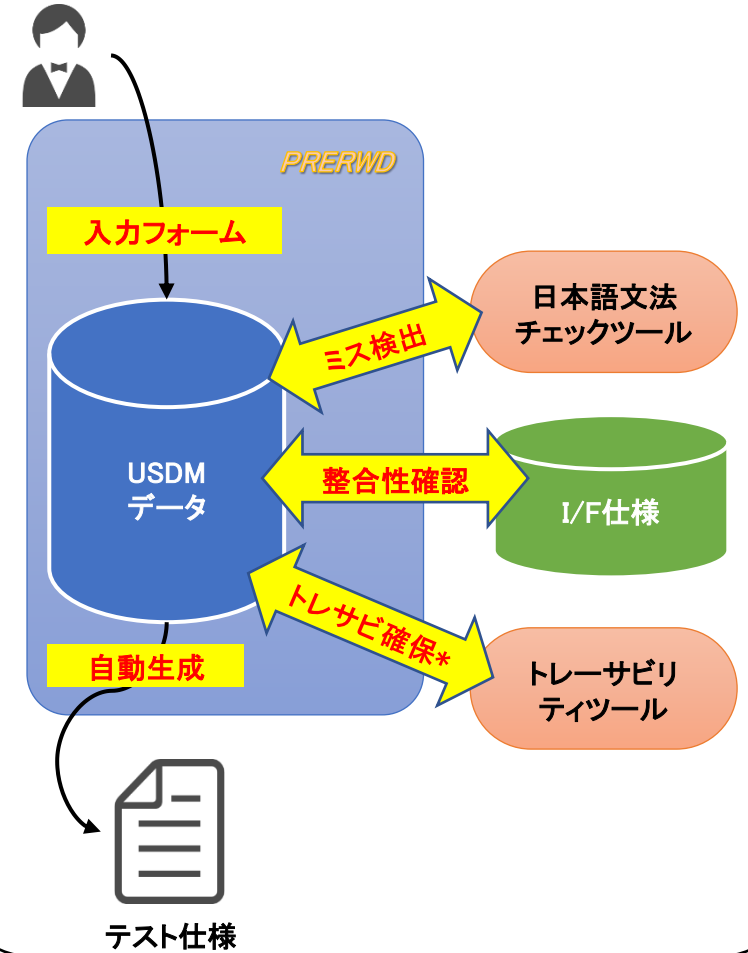 PRERWD
入力フォーム
日本語文法
チェックツール
ミス検出
USDM
データ
整合性確認
I/F仕様
トレサビ確保*
自動生成
トレーサビリ
ティツール
テスト仕様